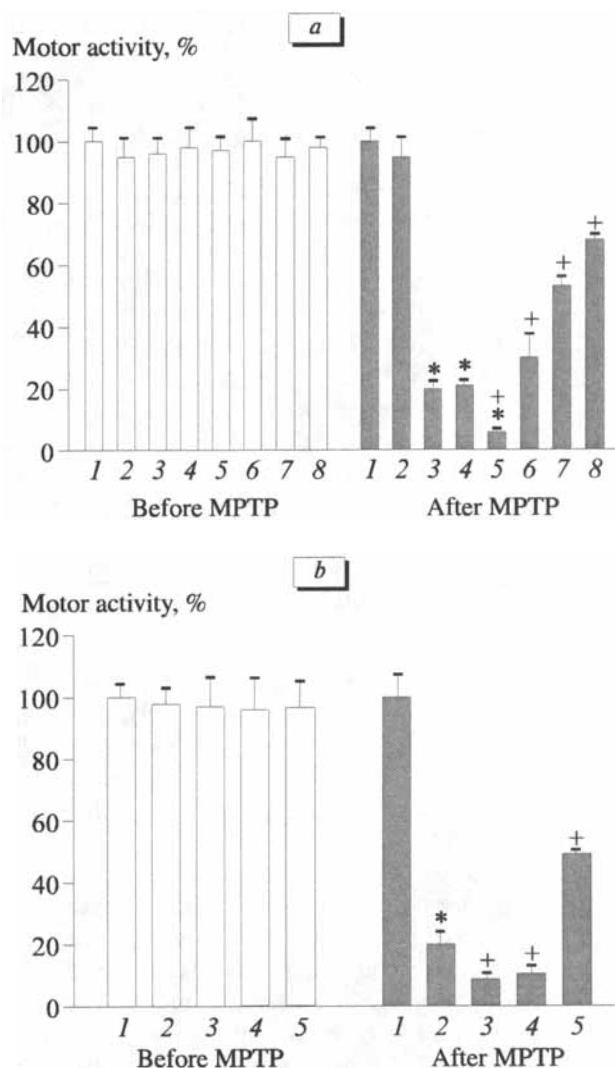 a
Motor activity, %
120
100
80
60
40
20
0
* * + * + + +
1 2 3 4 5 6 7 8 1 2 3 4 5 6 7 8
Before MPTP After MPTP
b
Motor activity, %
120
100
80
60
40
20
0
* + + +
1 2 3 4 5 1 2 3 4 5
Before MPTP After MPTP